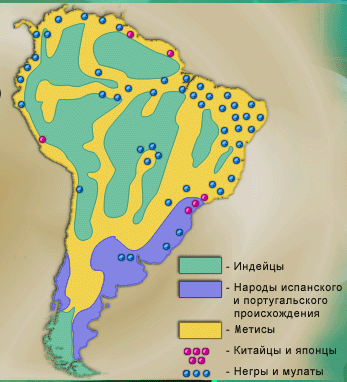 - Индейцы
- Народы испанского
и португальского
происхождения
- Метисы
- Китайцы и японцы
- Негры и мулаты